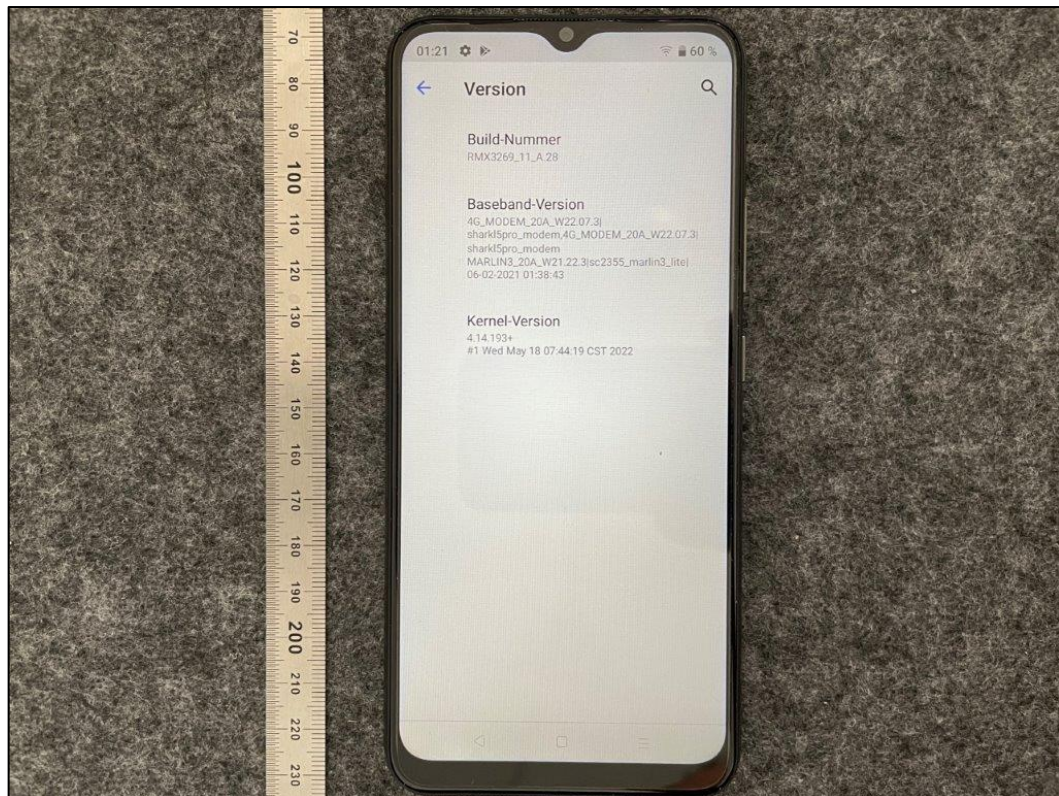 70
80
90
100
110
120
130
140
150
160
170
180
190
200
210
220
230
01:21 60 %
Version
Build-Nummer
RMX3269_11_A.28
Baseband-Version
4G_MODEM_20A_W22.07.3|
sharkl5pro_modem,4G_MODEM_20A_W22.07.3|
sharkl5pro_modem
MARLIN3_20A_W21.22.3|sc2355_marlin3_lite|
06-02-2021 01:38:43
Kernel-Version
4.14.193+
#1 Wed May 18 07:44:19 CST 2022